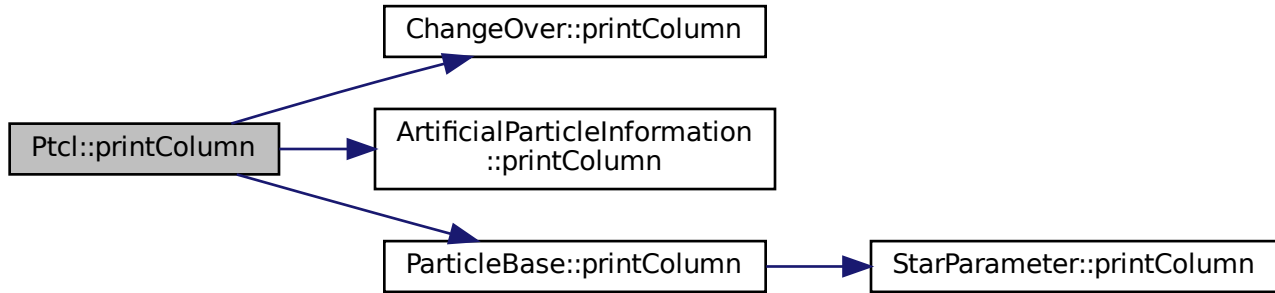 ChangeOver::printColumn
Ptcl::printColumn
ArtificialParticleInformation
::printColumn
ParticleBase::printColumn
StarParameter::printColumn